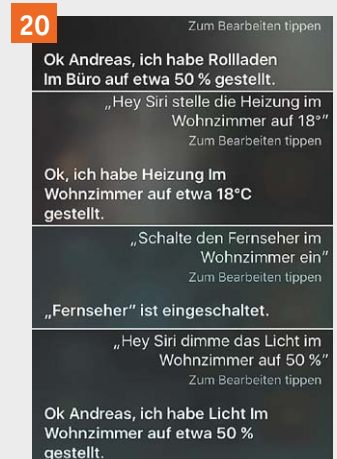 20
Zum Bearbeiten tippen
Ok Andreas, ich habe Rollladen
Im Büro auf etwa 50 % gestellt.
„Hey Siri stelle die Heizung im
Wohnzimmer auf 18°”
Zum Bearbeiten tippen
Ok, ich habe Heizung Im
Wohnzimmer auf etwa 18°C
gestellt.
„Schalte den Fernseher im
Wohnzimmer ein”
Zum Bearbeiten tippen
„Fernseher” ist eingeschaltet.
„Hey Siri dimme das Licht im
Wohnzimmer auf 50 %”
Zum Bearbeiten tippen
Ok Andreas, ich habe Licht Im
Wohnzimmer auf etwa 50 %
gestellt.